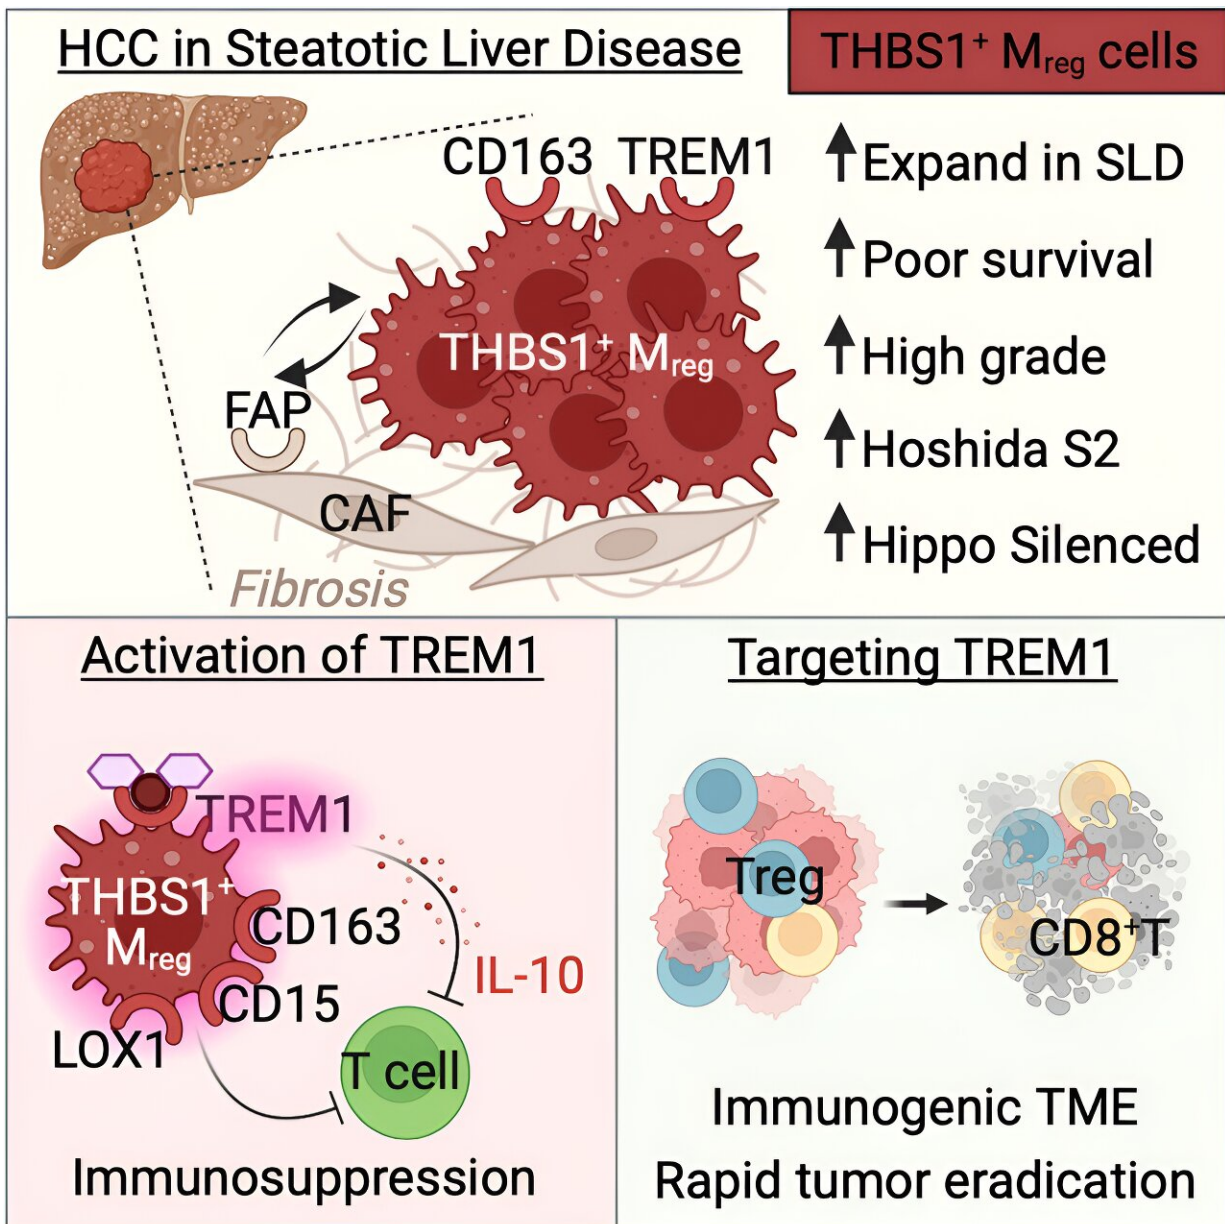 HCC in Steatotic Liver Disease
THBS1⁺ Mreg cells
CD163 TREM1
THBS1⁺ Mreg
FAP
CAF
Fibrosis
Expand in SLD
Poor survival
High grade
Hoshida S2
Hippo Silenced
Activation of TREM1
TREM1
THBS1⁺
Mreg
CD163
CD15
LOX1
IL-10
T cell
Immunosuppression
Targeting TREM1
Treg
CD8⁺T
Immunogenic TME
Rapid tumor eradication